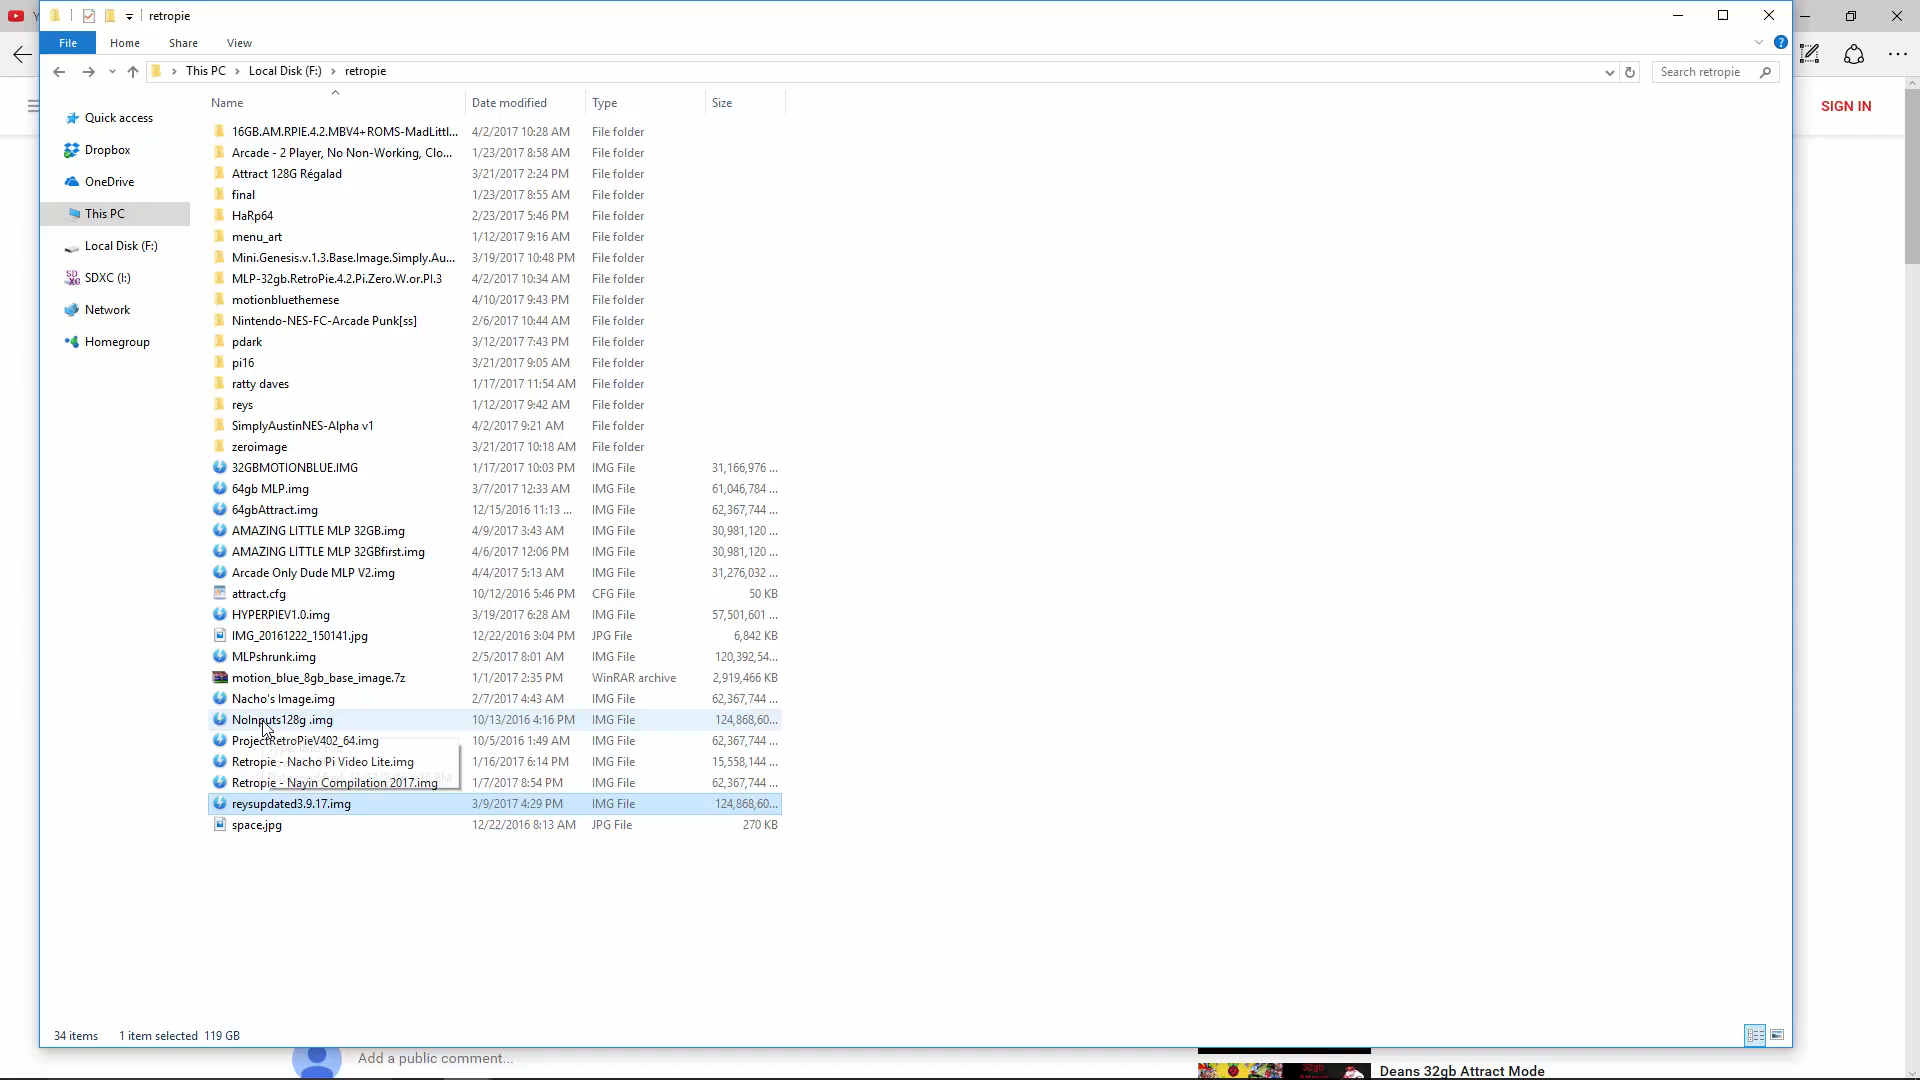 retropie
File Home Share View
This PC Local Disk (F:) retropie
Search retropie
SIGN IN
Quick access
Dropbox
OneDrive
This PC
Local Disk (F:)
SDXC (I:)
Network
Homegroup
Name Date modified Type Size
16GB.AM.RPIE.4.2.MBV4+ROMS-MadLittl... 4/2/2017 10:28 AM File folder
Arcade - 2 Player, No Non-Working, Clo... 1/23/2017 8:58 AM File folder
Attract 128G Régalad 3/21/2017 2:24 PM File folder
final 1/23/2017 8:55 AM File folder
HaRp64 2/23/2017 5:46 PM File folder
menu_art 1/12/2017 9:16 AM File folder
Mini.Genesis.v.1.3.Base.Image.Simply.Au... 3/19/2017 10:48 PM File folder
MLP-32gb.RetroPie.4.2.Pi.Zero.W.or.PI.3 4/2/2017 10:34 AM File folder
motionbluethemese 4/10/2017 9:43 PM File folder
Nintendo-NES-FC-Arcade Punk[ss] 2/6/2017 10:44 AM File folder
pdark 3/12/2017 7:43 PM File folder
pi16 3/21/2017 9:05 AM File folder
ratty daves 1/17/2017 11:54 AM File folder
reys 1/12/2017 9:42 AM File folder
SimplyAustinNES-Alpha v1 4/2/2017 9:21 AM File folder
zeroimage 3/21/2017 10:18 AM File folder
32GBMOTIONBLUE.IMG 1/17/2017 10:03 PM IMG File 31,166,976 ...
64gb MLP.img 3/7/2017 12:33 AM IMG File 61,046,784 ...
64gbAttract.img 12/15/2016 11:13 ... IMG File 62,367,744 ...
AMAZING LITTLE MLP 32GB.img 4/9/2017 3:43 AM IMG File 30,981,120 ...
AMAZING LITTLE MLP 32GBfirst.img 4/6/2017 12:06 PM IMG File 30,981,120 ...
Arcade Only Dude MLP V2.img 4/4/2017 5:13 AM IMG File 31,276,032 ...
attract.cfg 10/12/2016 5:46 PM CFG File 50 KB
HYPERPIEV1.0.img 3/19/2017 6:28 AM IMG File 57,501,601 ...
IMG_20161222_150141.jpg 12/22/2016 3:04 PM JPG File 6,842 KB
MLPshrunk.img 2/5/2017 8:01 AM IMG File 120,392,54...
motion_blue_8gb_base_image.7z 1/1/2017 2:35 PM WinRAR archive 2,919,466 KB
Nacho's Image.img 2/7/2017 4:43 AM IMG File 62,367,744 ...
NoInputs128g .img 10/13/2016 4:16 PM IMG File 124,868,60...
ProjectRetroPieV402_64.img 10/5/2016 1:49 AM IMG File 62,367,744 ...
Retropie - Nacho Pi Video Lite.img 1/16/2017 6:14 PM IMG File 15,558,144 ...
Retropie - Nayin Compilation 2017.img 1/7/2017 8:54 PM IMG File 62,367,744 ...
reysupdated3.9.17.img 3/9/2017 4:29 PM IMG File 124,868,60...
space.jpg 12/22/2016 8:13 AM JPG File 270 KB
34 items 1 item selected 119 GB
Add a public comment...
Deans 32gb Attract Mode